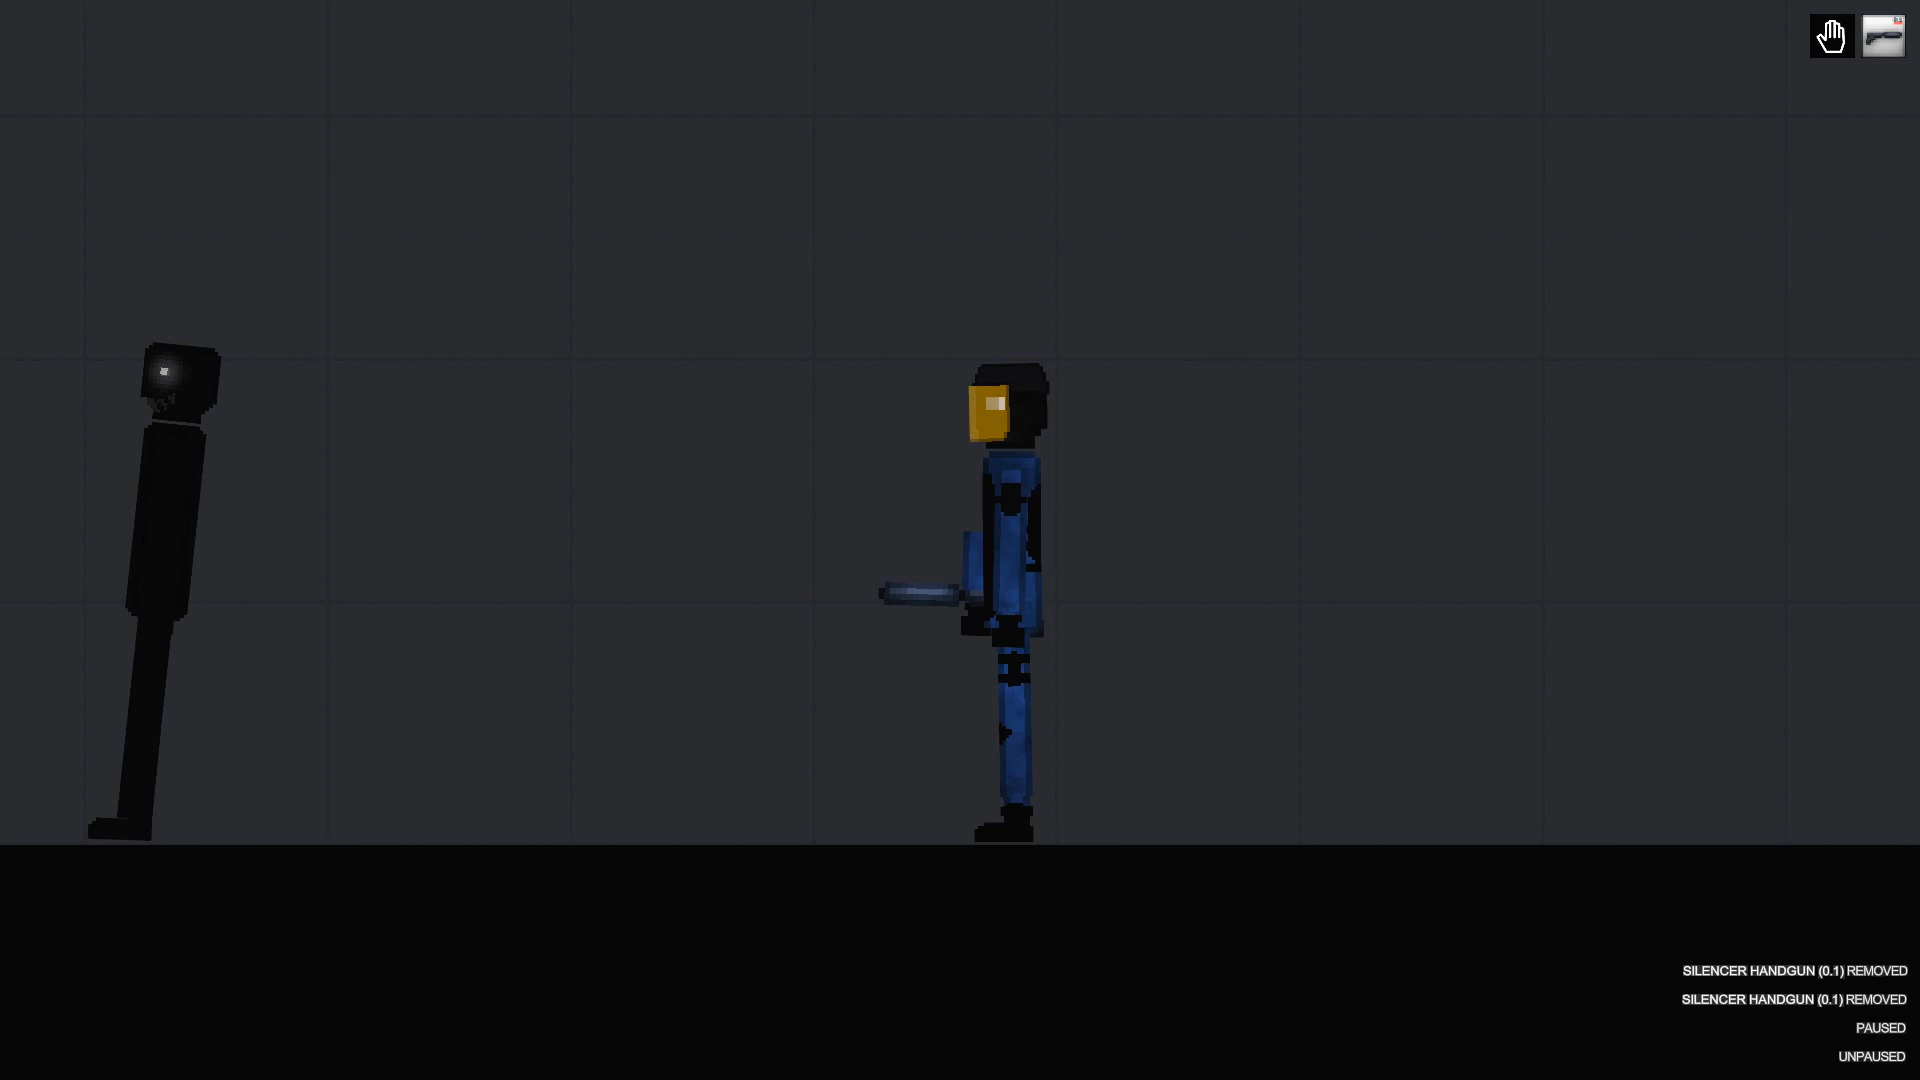 SILENCER HANDGUN (0.1) REMOVED
SILENCER HANDGUN (0.1) REMOVED
PAUSED
UNPAUSED